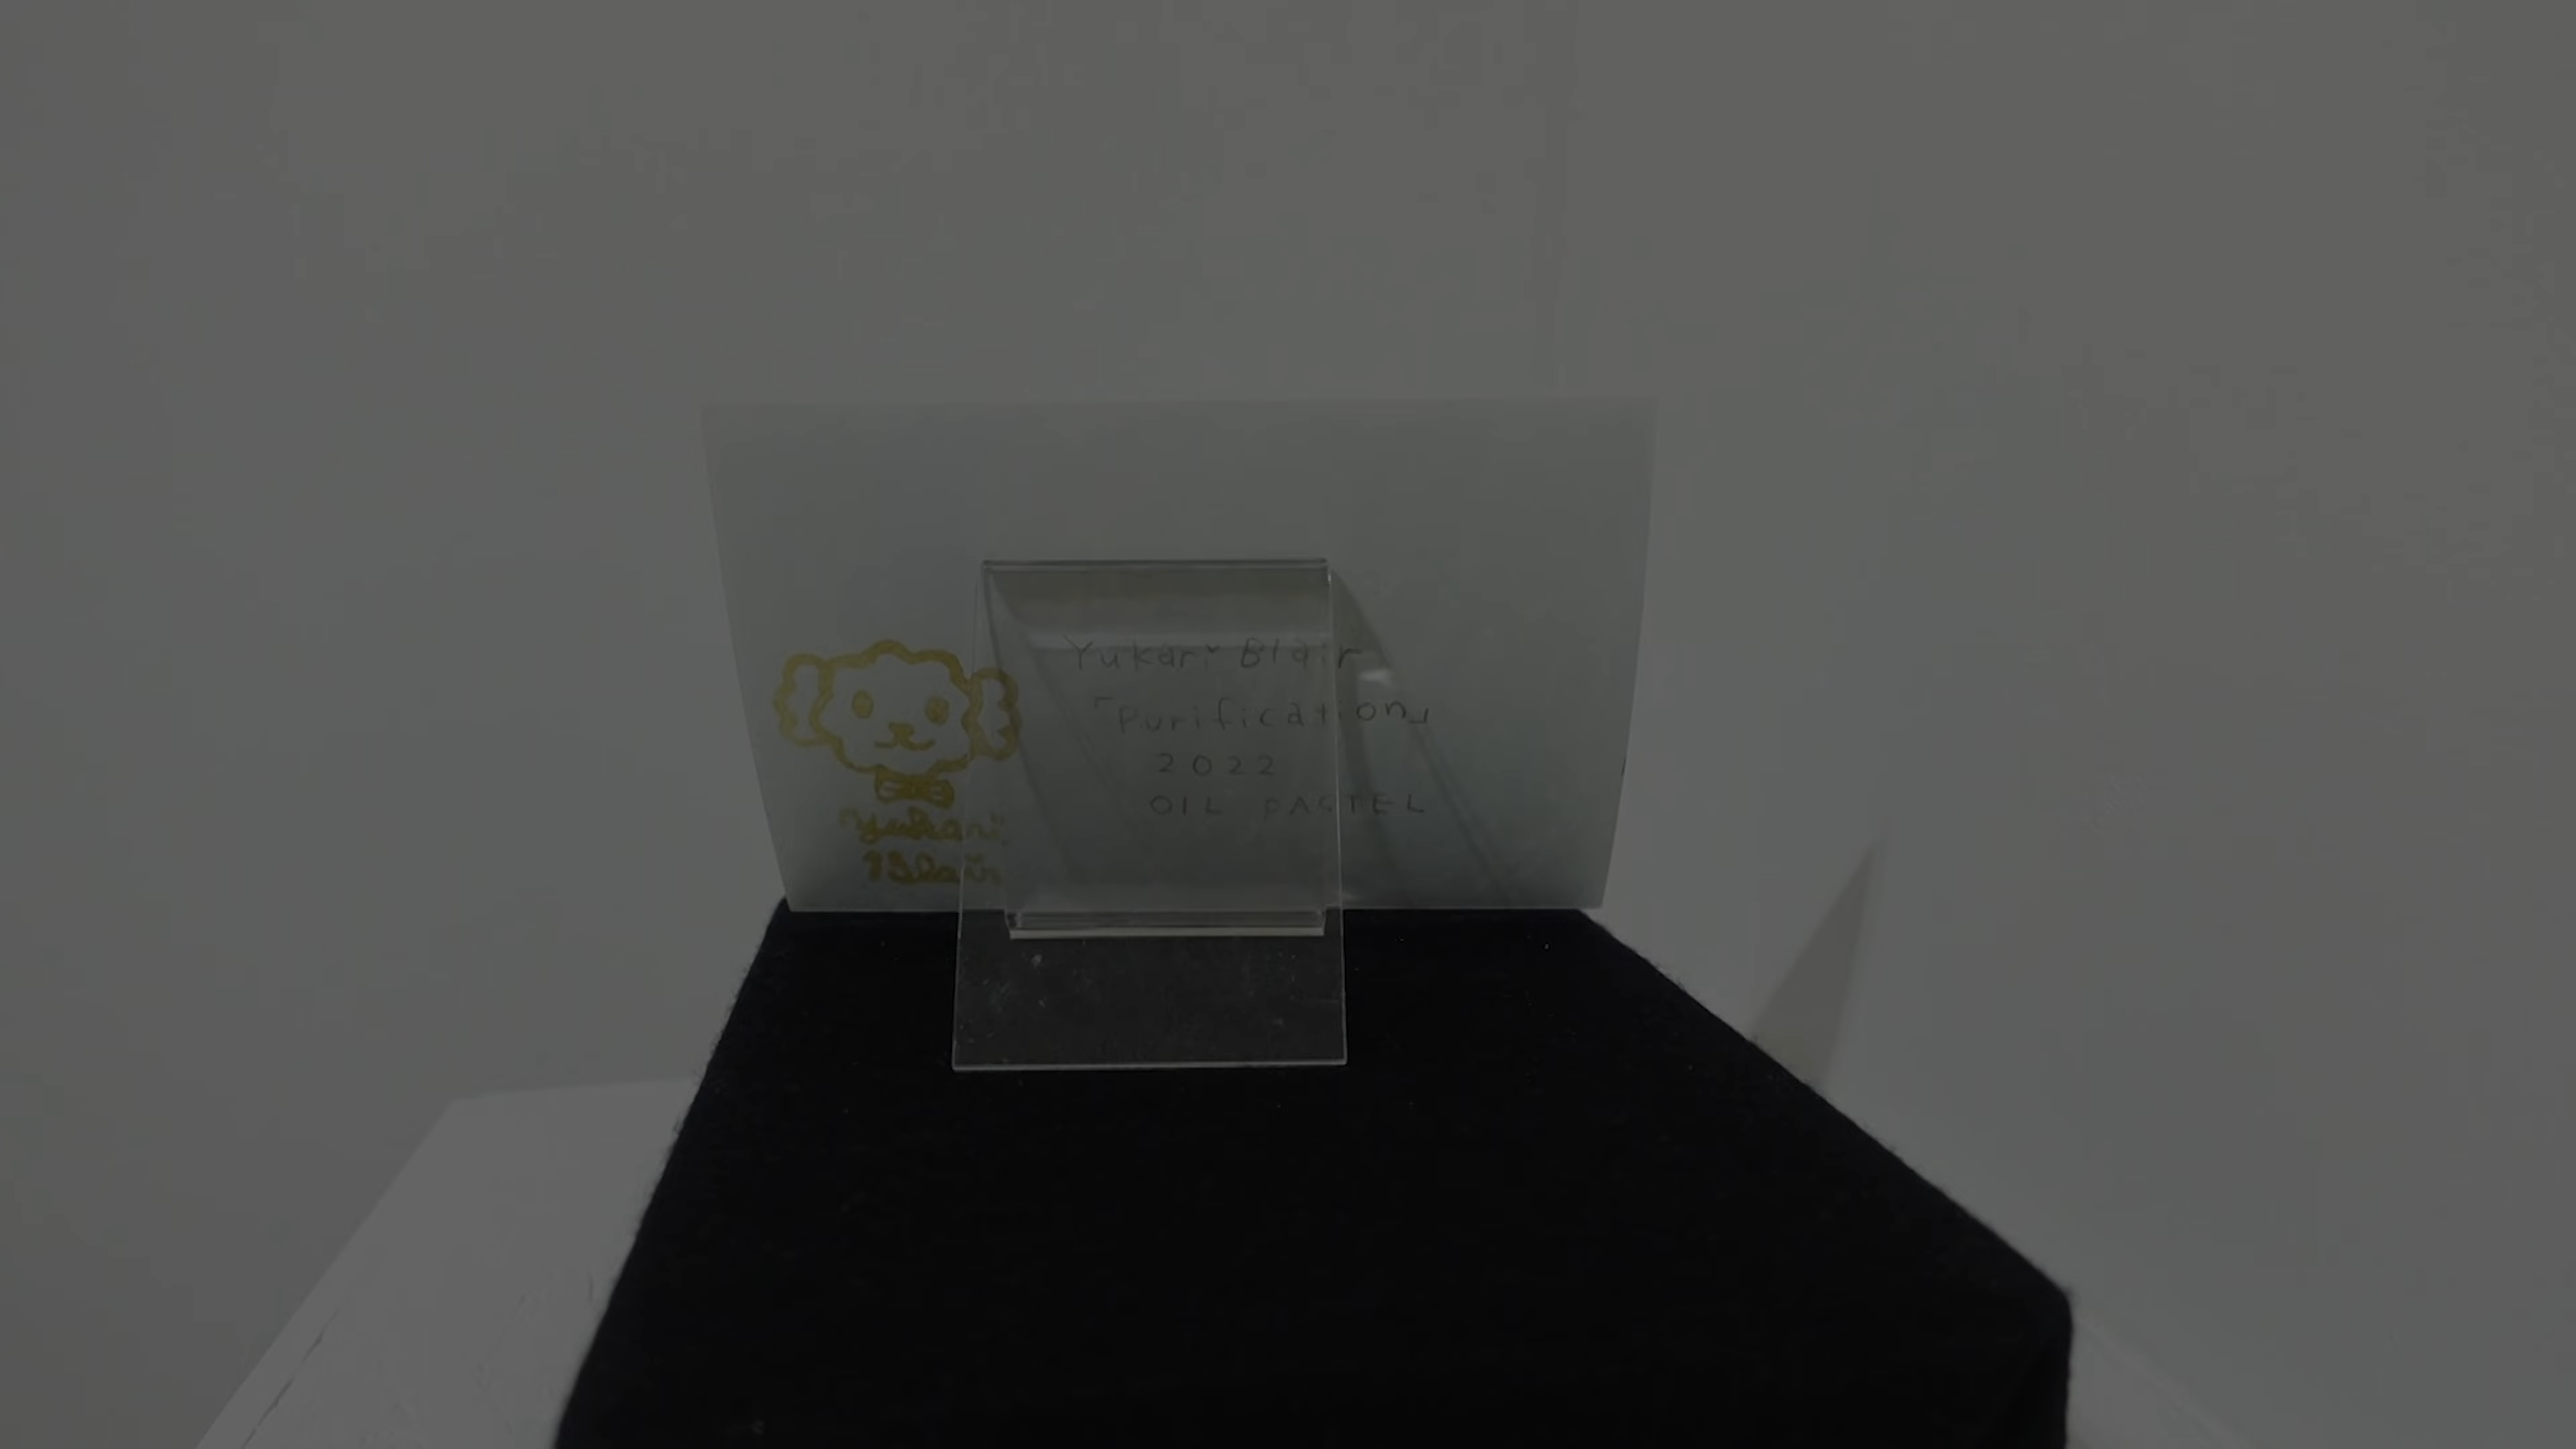 Yukari Blair
「Purification」
2022
OIL PASTEL
Yukari
Blair